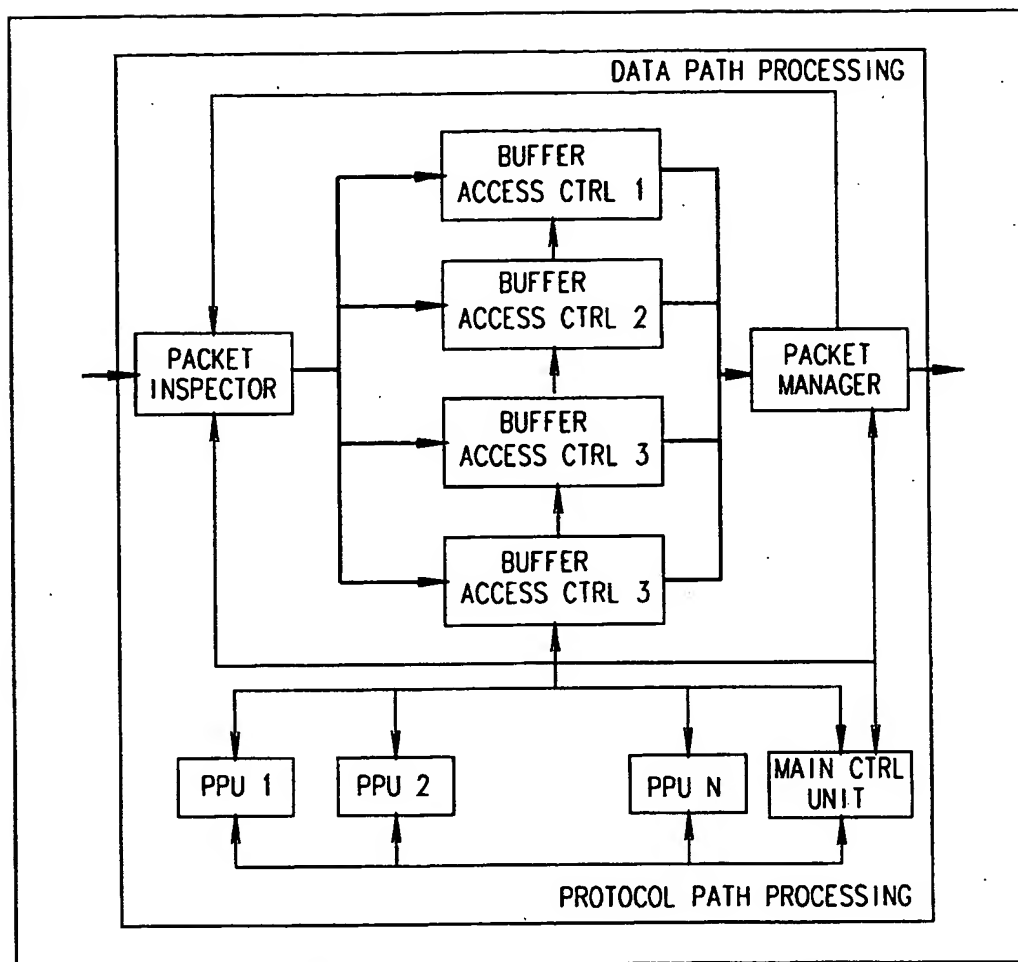 DATA PATH PROCESSING
BUFFER
ACCESS CTRL 1
BUFFER
ACCESS CTRL 2
PACKET
INSPECTOR
PACKET
MANAGER
BUFFER
ACCESS CTRL 3
BUFFER
ACCESS CTRL 3
PPU 1
PPU 2
PPU N
MAIN CTRL
UNIT
PROTOCOL PATH PROCESSING